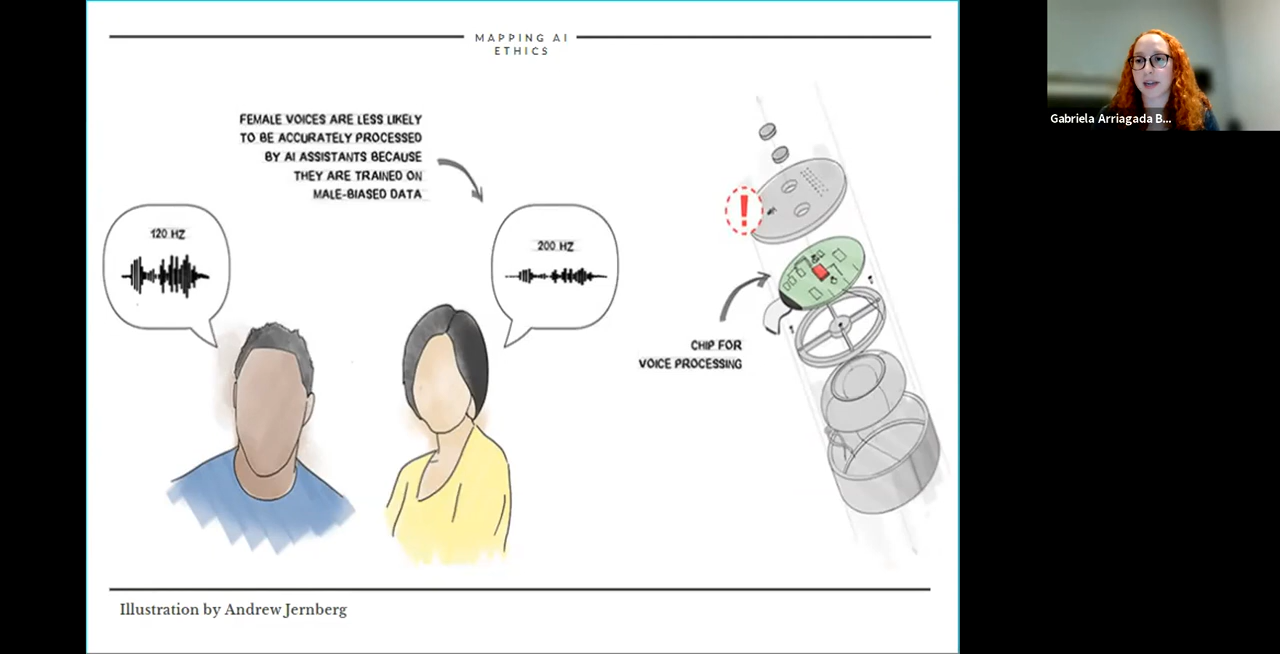 MAPPING AI
ETHICS
FEMALE VOICES ARE LESS LIKELY
TO BE ACCURATELY PROCESSED
BY AI ASSISTANTS BECAUSE
THEY ARE TRAINED ON
MALE-BIASED DATA
120 HZ
200 HZ
!
CHIP FOR
VOICE PROCESSING
Illustration by Andrew Jernberg
Gabriela Arriagada B...